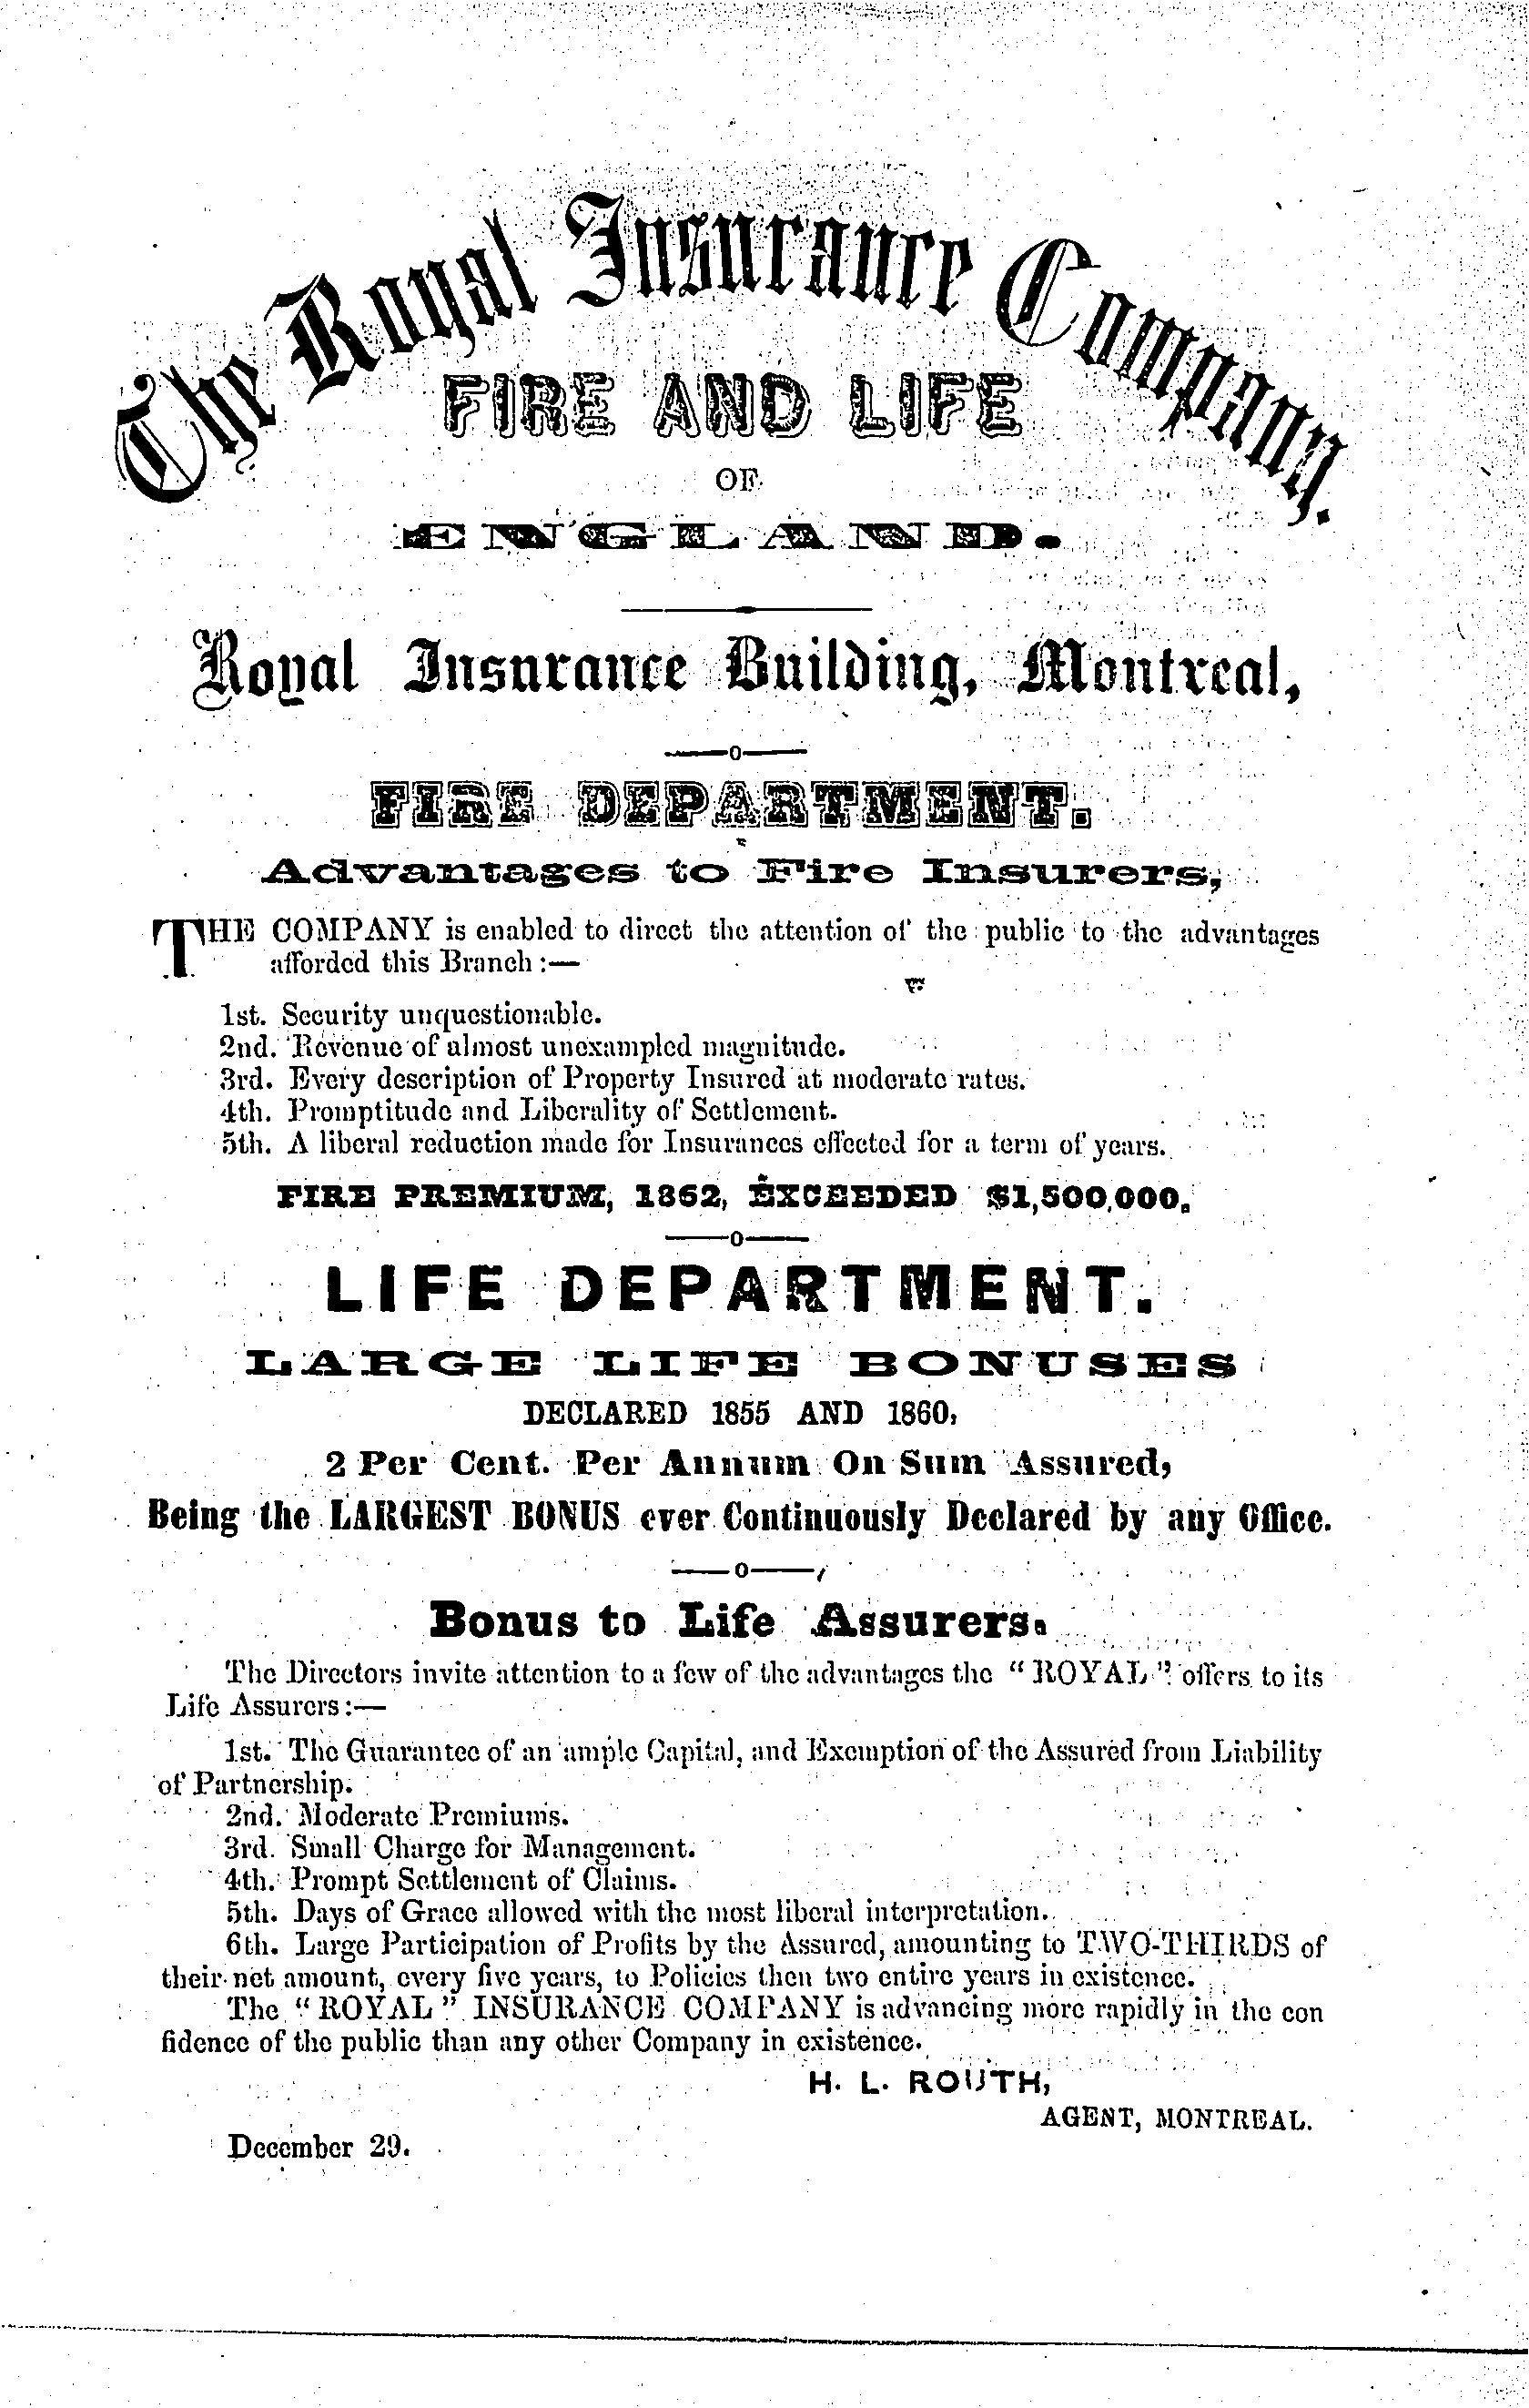 The Royal Insurance Company.
FIRE AND LIFE
OF
ENGLAND.
Royal Insurance Building, Montreal,
FIRE DEPARTMENT.
Advantages to Fire Insurers,
THE COMPANY is enabled to direct the attention of the public to the advantages
afforded this Branch:—
1st. Security unquestionable.
2nd. Revenue of almost unexampled magnitude.
3rd. Every description of Property Insured at moderate rates.
4th. Promptitude and Liberality of Settlement.
5th. A liberal reduction made for Insurances effected for a term of years.
FIRE PREMIUM, 1862, EXCEEDED $1,500,000.
LIFE DEPARTMENT.
LARGE LIFE BONUSES
DECLARED 1855 AND 1860,
2 Per Cent. Per Annum On Sum Assured,
Being the LARGEST BONUS ever Continuously Declared by any Office.
Bonus to Life Assurers.
The Directors invite attention to a few of the advantages the "ROYAL" offers to its
Life Assurers:—
1st. The Guarantee of an ample Capital, and Exemption of the Assured from Liability
of Partnership.
2nd. Moderate Premiums.
3rd. Small Charge for Management.
4th. Prompt Settlement of Claims.
5th. Days of Grace allowed with the most liberal interpretation.
6th. Large Participation of Profits by the Assured, amounting to TWO-THIRDS of
their net amount, every five years, to Policies then two entire years in existence.
The "ROYAL" INSURANCE COMPANY is advancing more rapidly in the con
fidence of the public than any other Company in existence.
H. L. ROUTH,
AGENT, MONTREAL.
December 29.